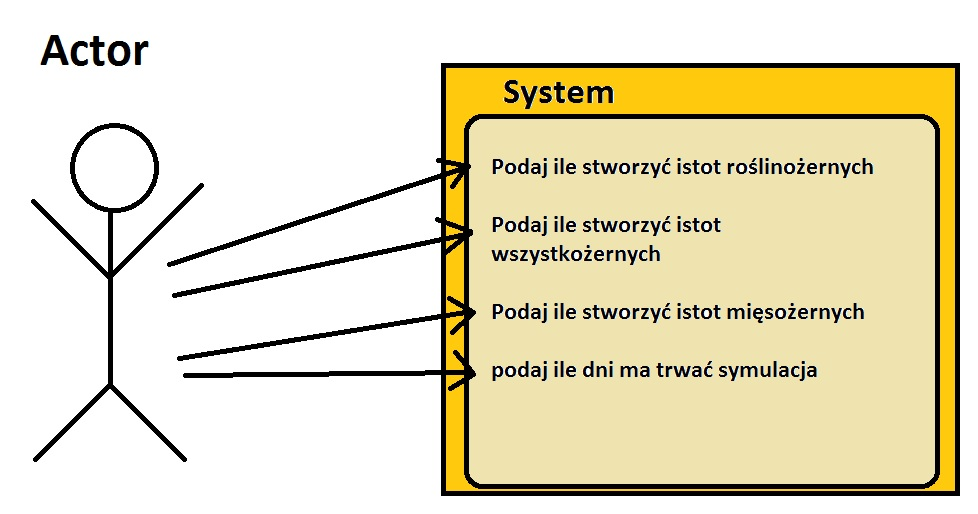 Actor
System
Podaj ile stworzyć istot roślinożernych
Podaj ile stworzyć istot
wszystkożernych
Podaj ile stworzyć istot mięsożernych
podaj ile dni ma trwać symulacja